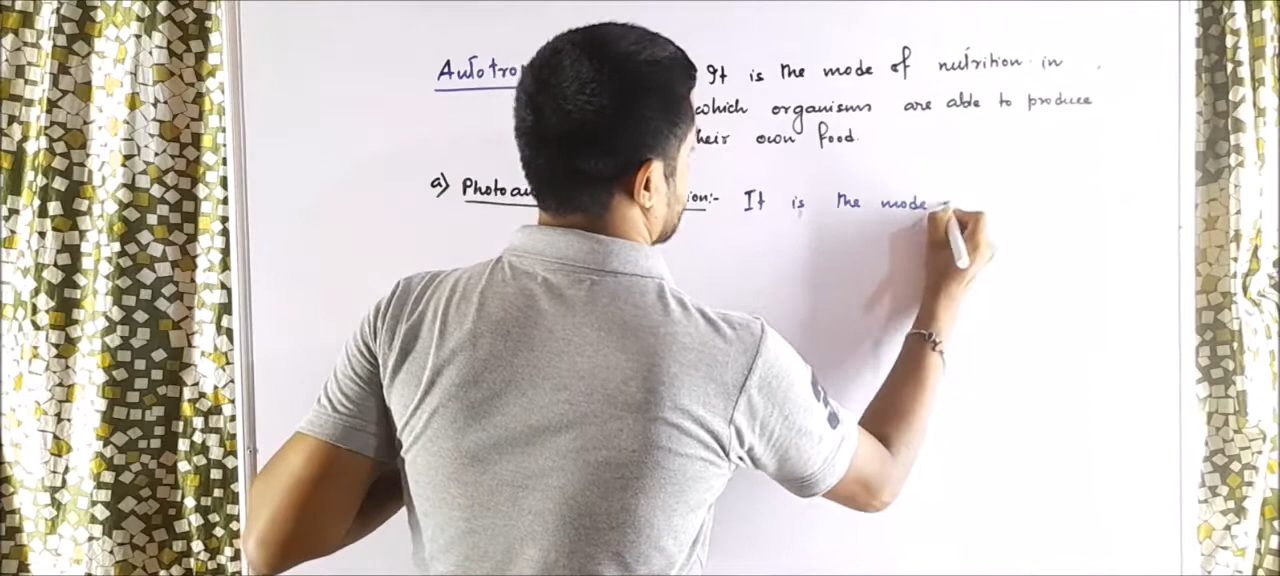 Autotro It is the mode of nutrition in
which organisms are able to produce
heir own food.
a) Photoau ion:- It is the mode